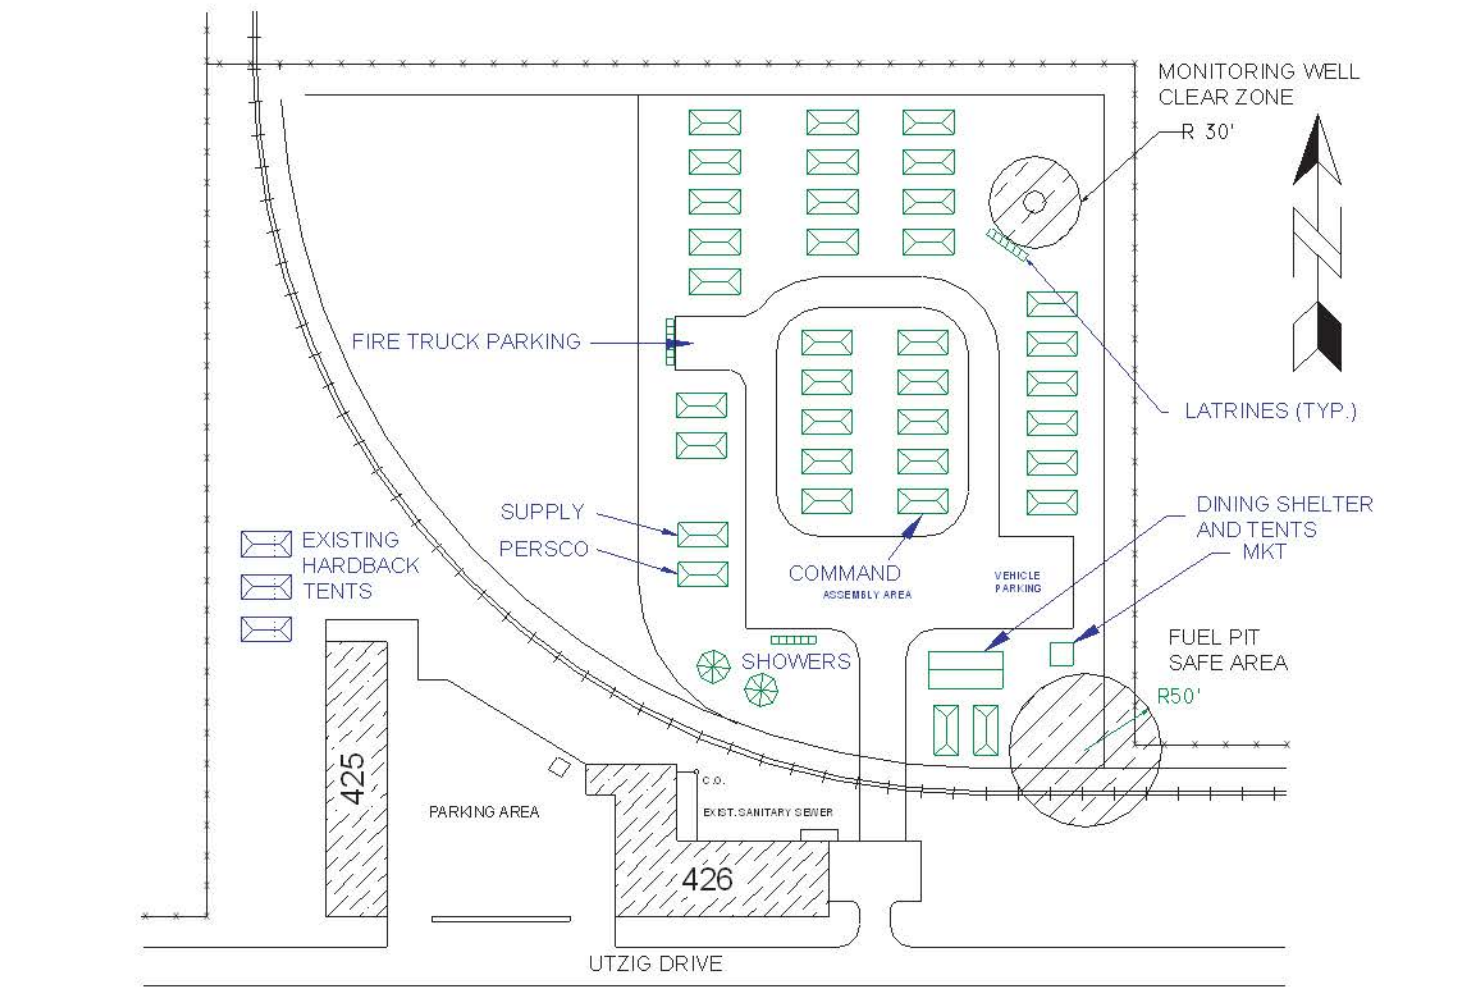 MONITORING WELL
CLEAR ZONE
R 30'
N
FIRE TRUCK PARKING
LATRINES (TYP.)
SUPPLY
PERSCO
DINING SHELTER
AND TENTS
MKT
EXISTING
HARDBACK
TENTS
COMMAND
ASSEMBLY AREA
VEHICLE
PARKING
SHOWERS
FUEL PIT
SAFE AREA
R50'
425
C.O.
PARKING AREA
EXIST. SANITARY SEWER
426
UTZIG DRIVE